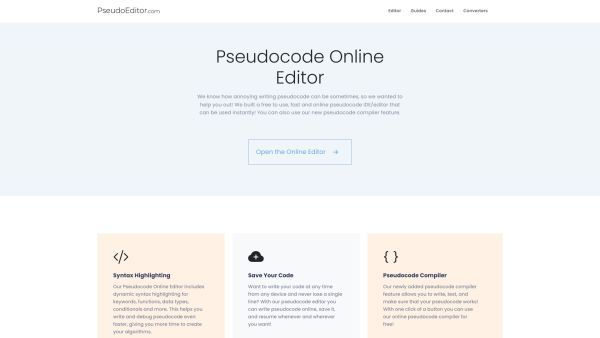 PseudoEditor.com
Editor Guides Contact Converters
Pseudocode Online
Editor
We know how annoying writing pseudocode can be sometimes, so we wanted to
help you out! We built a free to use, fast and online pseudocode IDE/editor that
can be used instantly! You can also use our new pseudocode compiler feature.
Open the Online Editor →
</>
Syntax Highlighting
Our Pseudocode Online Editor includes
dynamic syntax highlighting for
keywords, functions, data types,
conditionals and more. This helps you
write and debug pseudocode even
faster, giving you more time to create
your algorithms.
Save Your Code
Want to write your code at any time
from any device and never lose a single
line? With our pseudocode editor you
can write pseudocode online, save it,
and resume whenever and wherever
you want!
{ }
Pseudocode Compiler
Our newly added pseudocode compiler
feature allows you to write, test, and
make sure that your pseudocode works!
With one click of a button you can use
our online pseudocode compiler for
free!